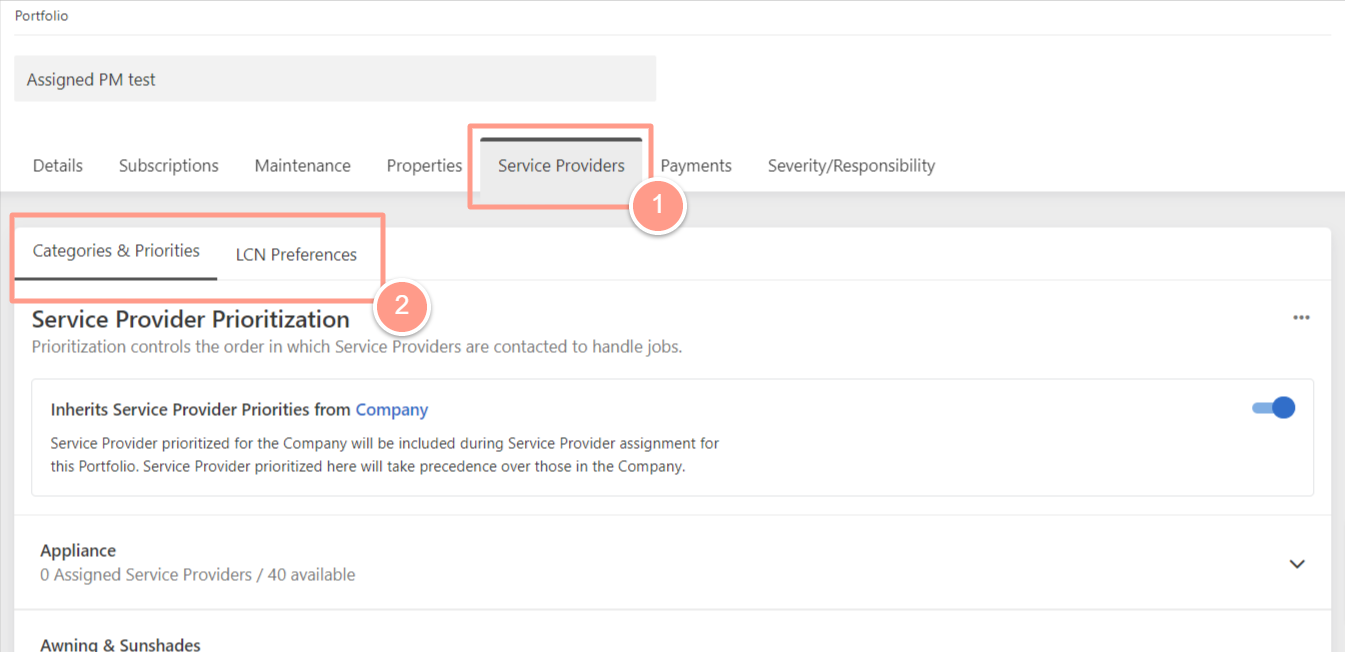 Portfolio
Assigned PM test
Details Subscriptions Maintenance Properties Service Providers Payments Severity/Responsibility
1
Categories & Priorities LCN Preferences
2
Service Provider Prioritization
Prioritization controls the order in which Service Providers are contacted to handle jobs.
Inherits Service Provider Priorities from Company
Service Provider prioritized for the Company will be included during Service Provider assignment for
this Portfolio. Service Provider prioritized here will take precedence over those in the Company.
Appliance
0 Assigned Service Providers / 40 available
Awning & Sunshades